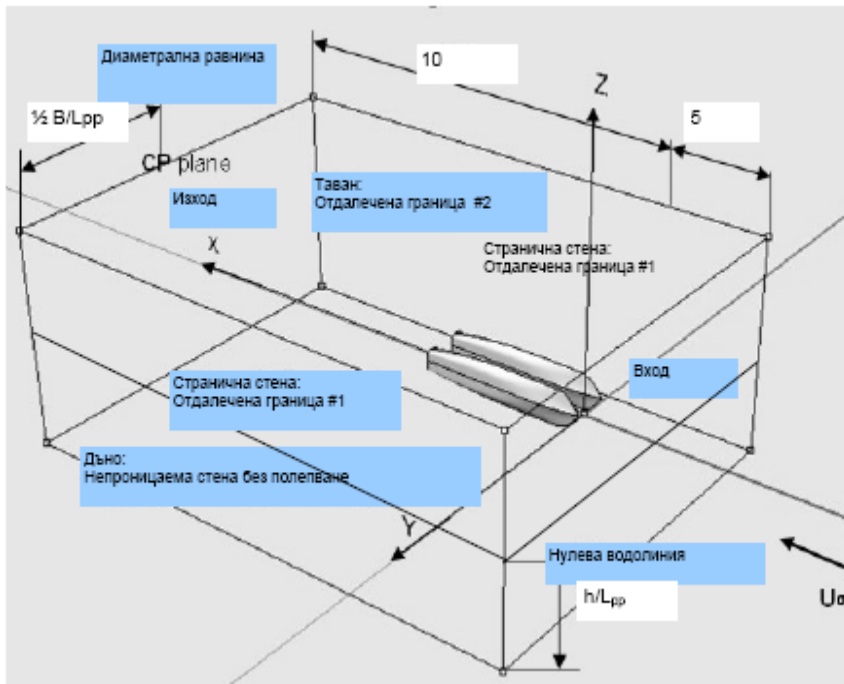 Диаметрална равнина
10
Z
5
½ B/Lpp
CP plane
Таван:
Отдалечена граница #2
Изход
Странична стена:
Отдалечена граница #1
X
Странична стена:
Отдалечена граница #1
Вход
Дъно:
Непроницаема стена без полепване
Y
Нулева водолиния
h/Lpp